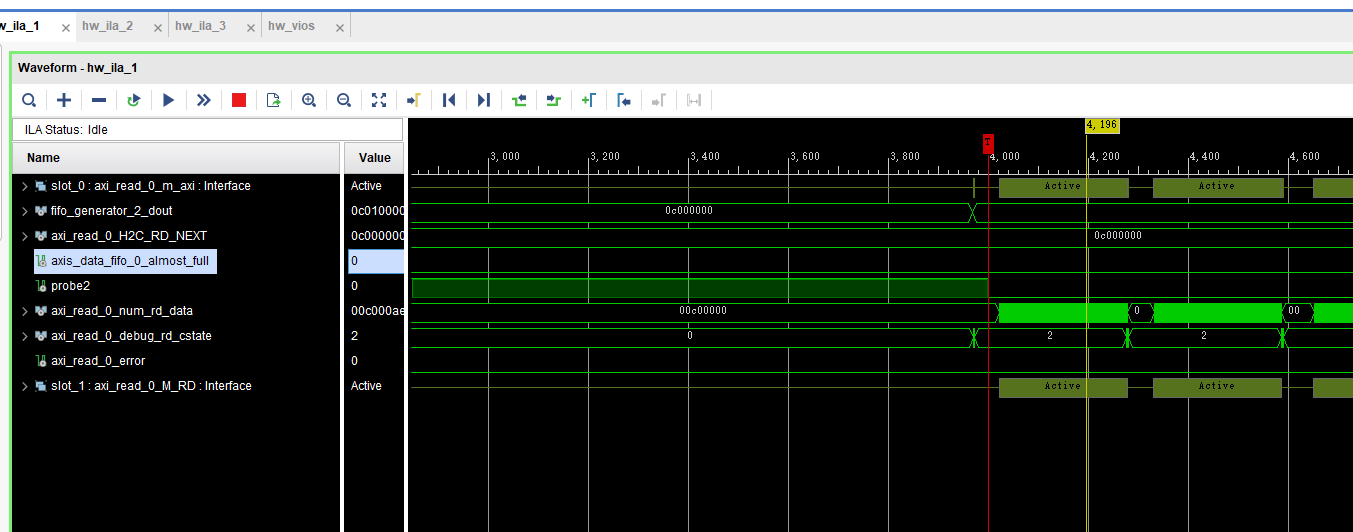 w_ila_1 × hw_ila_2 × hw_ila_3 × hw_vios ×
Waveform - hw_ila_1
ILA Status: Idle
Name Value
4,196
T
3,000 3,200 3,400 3,600 3,800 4,000 4,200 4,400 4,600
slot_0 : axi_read_0_m_axi : Interface Active Active Active
fifo_generator_2_dout 0c010000 0c000000
axi_read_0_H2C_RD_NEXT 0c000000 0c000000
axis_data_fifo_0_almost_full 0
probe2 0
axi_read_0_num_rd_data 00c000ae 00c00000 0 00
axi_read_0_debug_rd_cstate 2 0 2 2
axi_read_0_error 0
slot_1 : axi_read_0_M_RD : Interface Active Active Active